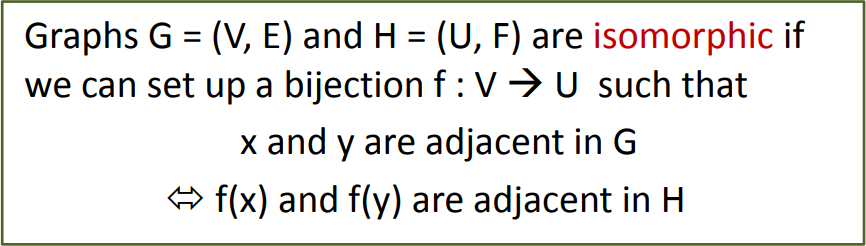 Graphs G = (V, E) and H = (U, F) are isomorphic if
we can set up a bijection f : V → U such that
x and y are adjacent in G
⇔ f(x) and f(y) are adjacent in H